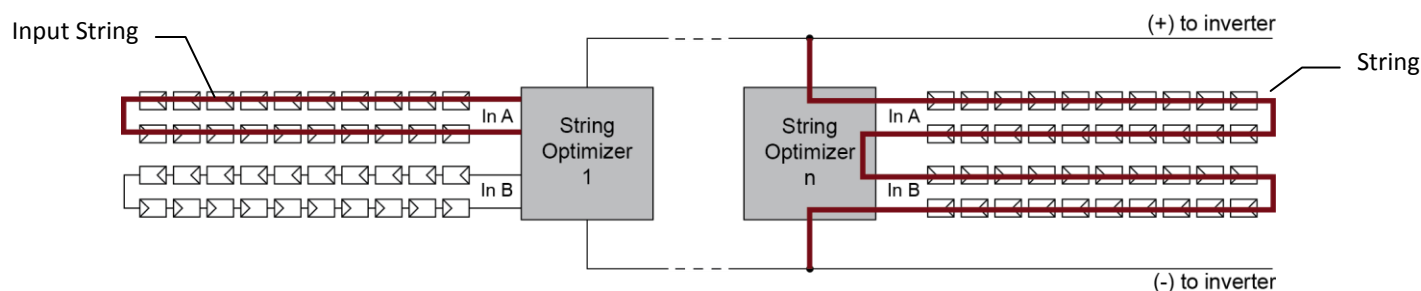 Input String
(+) to inverter
String
In A
String
Optimizer
1
In B
String
Optimizer
n
In A
In B
(-) to inverter